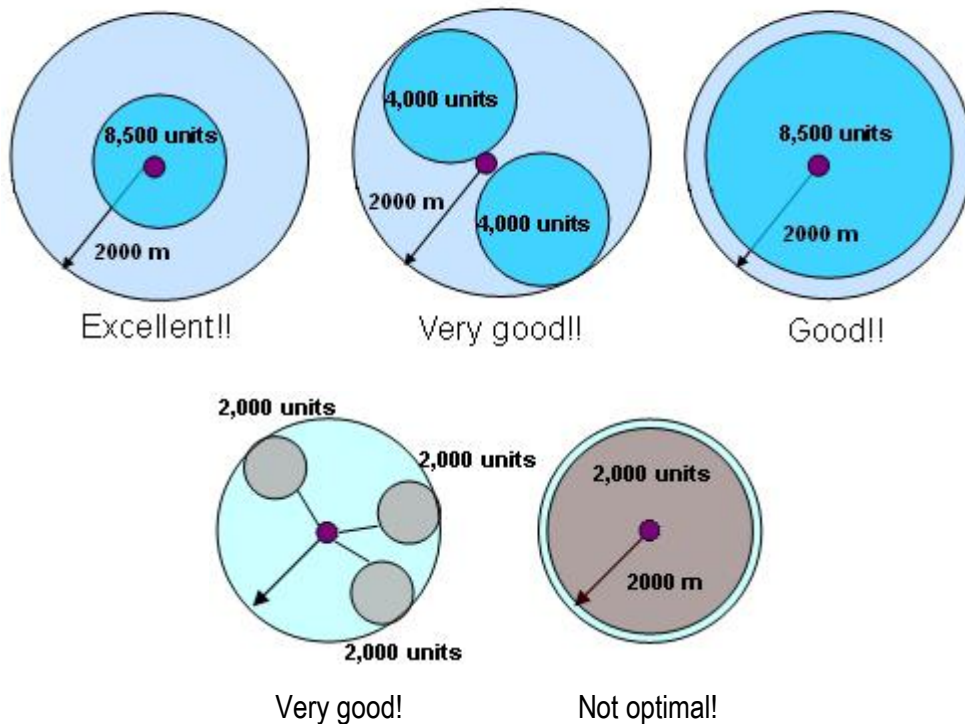 8,500 units
2000 m
Excellent!!
4,000 units
2000 m
4,000 units
Very good!!
8,500 units
2000 m
Good!!
2,000 units
2,000 units
2,000 units
Very good!
2,000 units
2000 m
Not optimal!